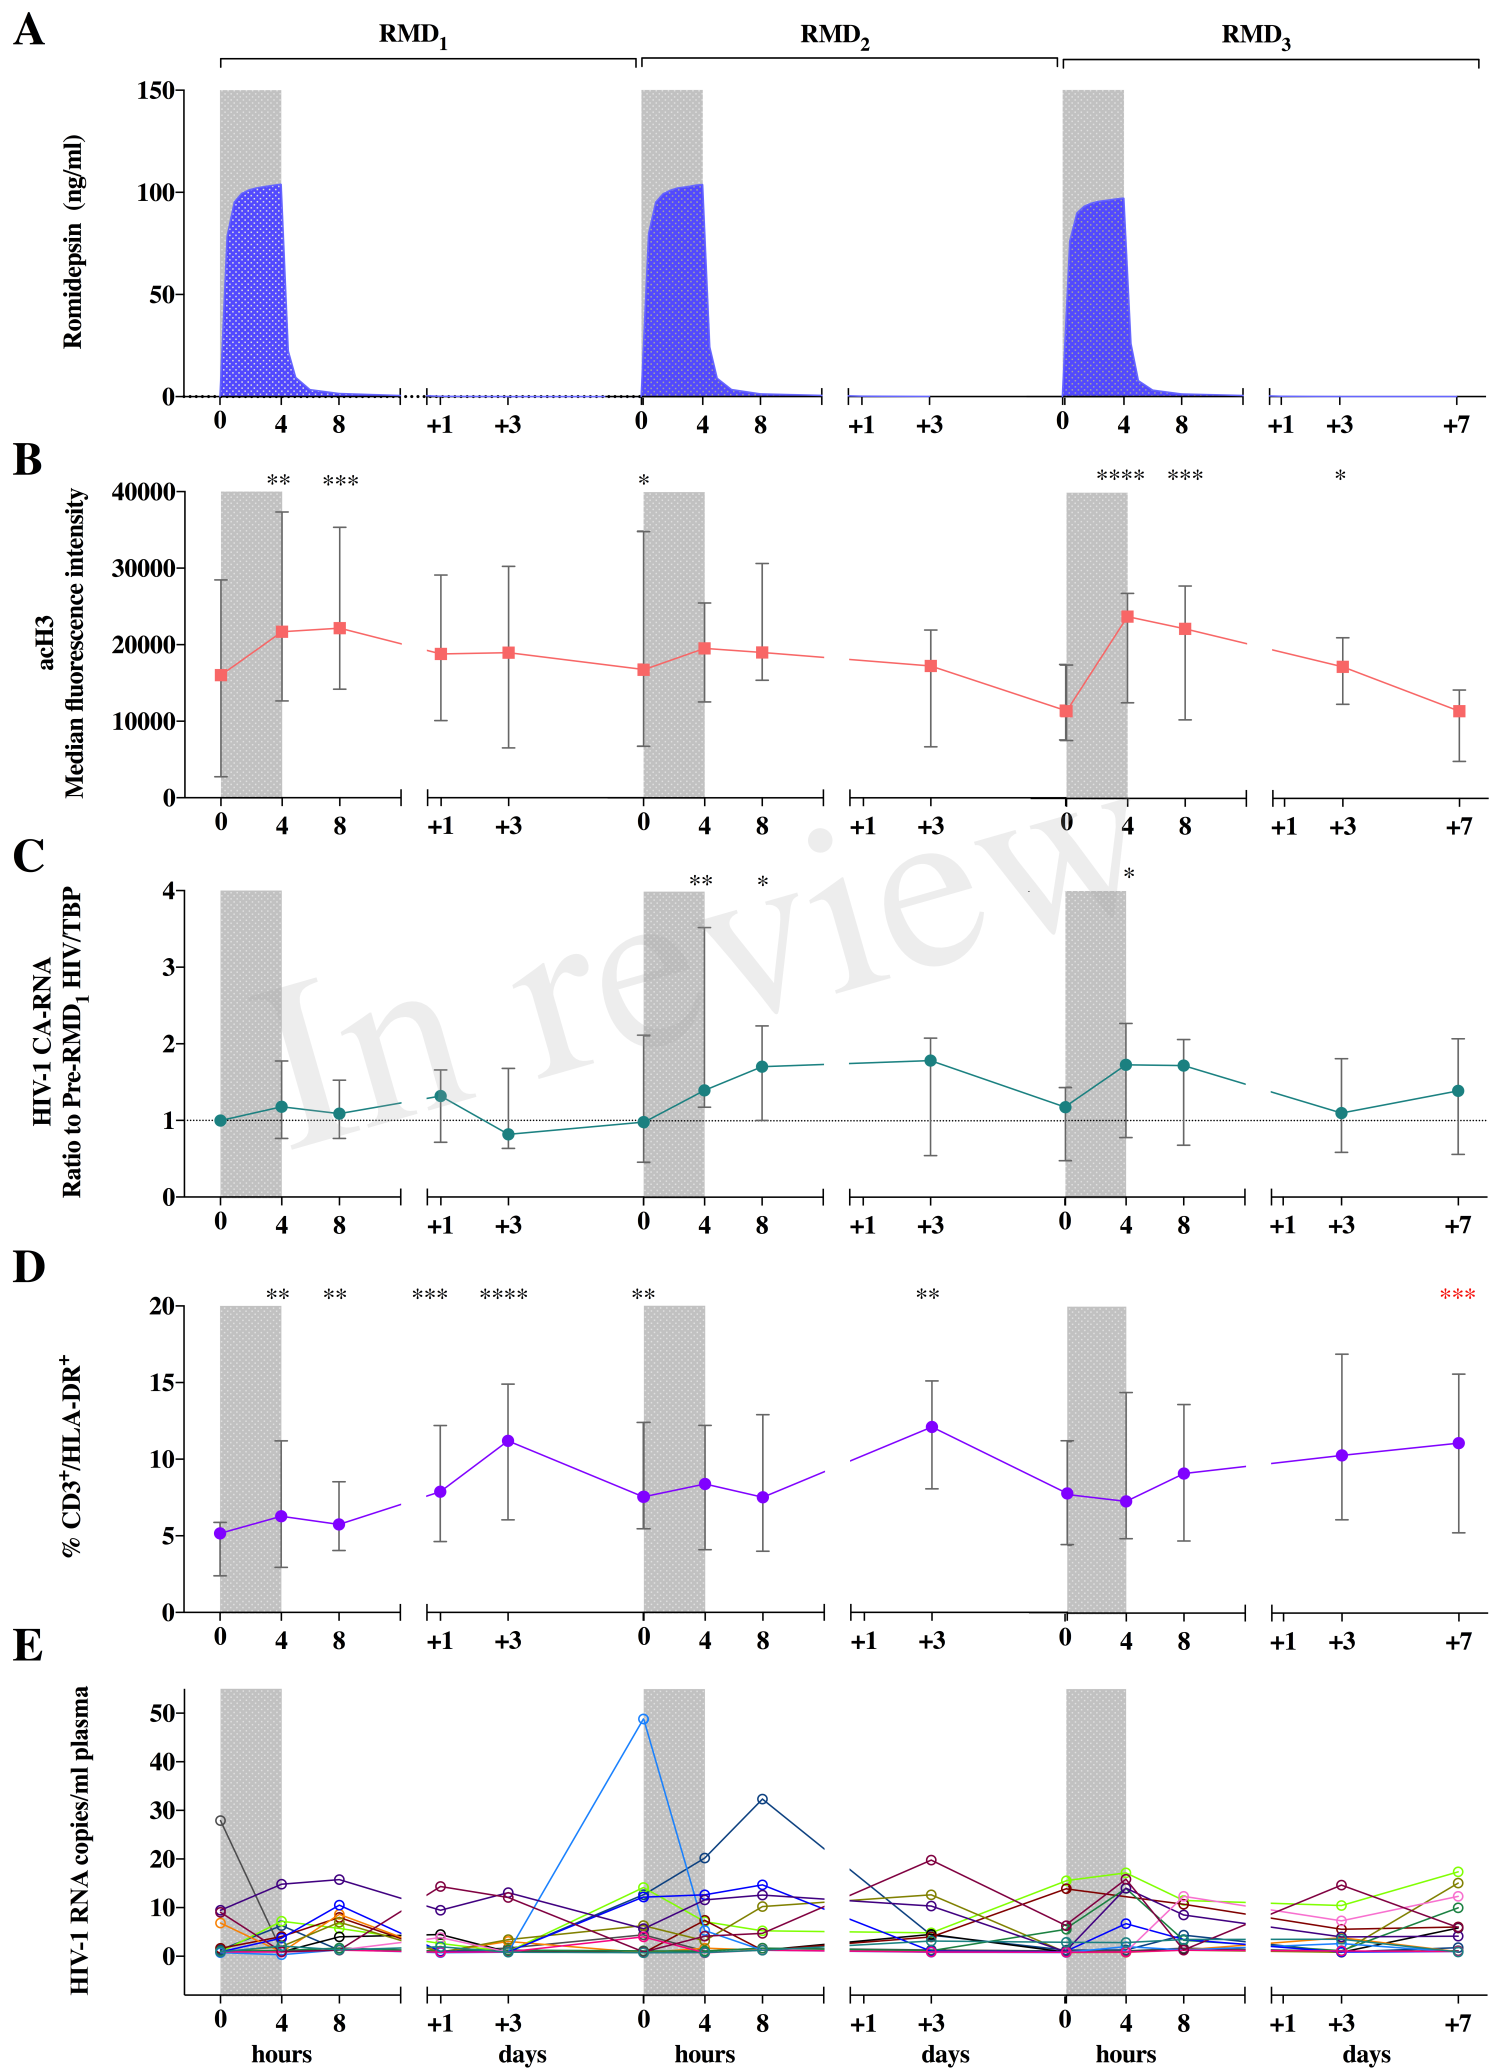 A
RMD1 RMD2 RMD3
Romidepsin (ng/ml)
150
100
50
0
0 4 8 +1 +3 0 4 8 +1 +3 0 4 8 +1 +3 +7
B
** *** * **** *** *
acH3
Median fluorescence intensity
40000
30000
20000
10000
0
0 4 8 +1 +3 0 4 8 +1 +3 0 4 8 +1 +3 +7
C
** * *
HIV-1 CA-RNA
Ratio to Pre-RMD1 HIV/TBP
4
3
2
1
0
0 4 8 +1 +3 0 4 8 +1 +3 0 4 8 +1 +3 +7
In review
D
** ** *** **** ** ** ***
% CD3+/HLA-DR+
20
15
10
5
0
0 4 8 +1 +3 0 4 8 +1 +3 0 4 8 +1 +3 +7
E
HIV-1 RNA copies/ml plasma
50
40
30
20
10
0
0 4 8 +1 +3 0 4 8 +1 +3 0 4 8 +1 +3 +7
hours days hours days hours days